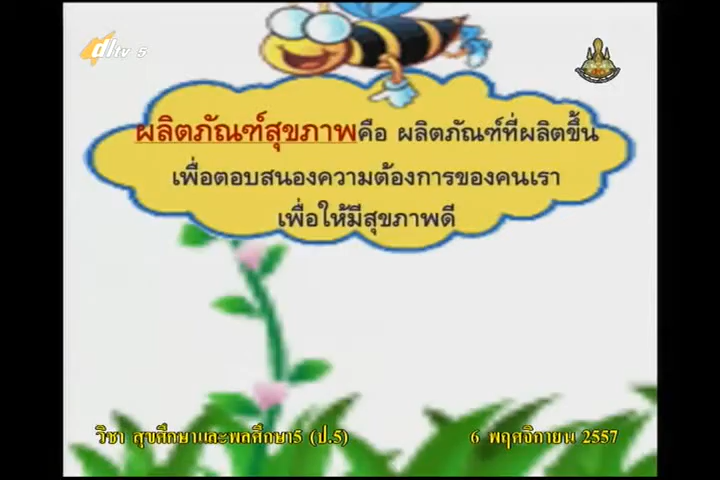 dltv 5
ผลิตภัณฑ์สุขภาพคือ ผลิตภัณฑ์ที่ผลิตขึ้น
เพื่อตอบสนองความต้องการของคนเรา
เพื่อให้มีสุขภาพดี
วิชา สุขศึกษาและพลศึกษา5 (ป.5)
6 พฤศจิกายน 2557